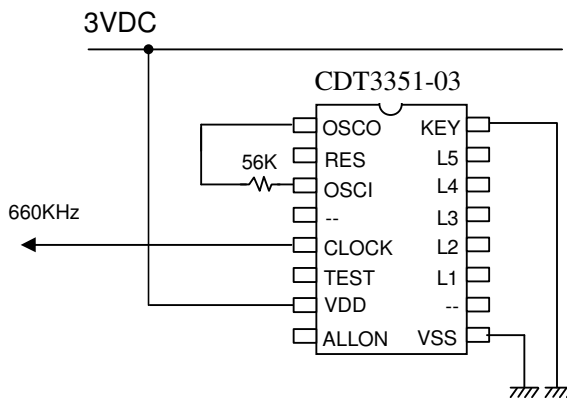 3VDC
CDT3351-03
OSCO KEY
RES L5
56K
OSCI L4
660KHz
-- L3
CLOCK L2
TEST L1
VDD --
ALLON VSS